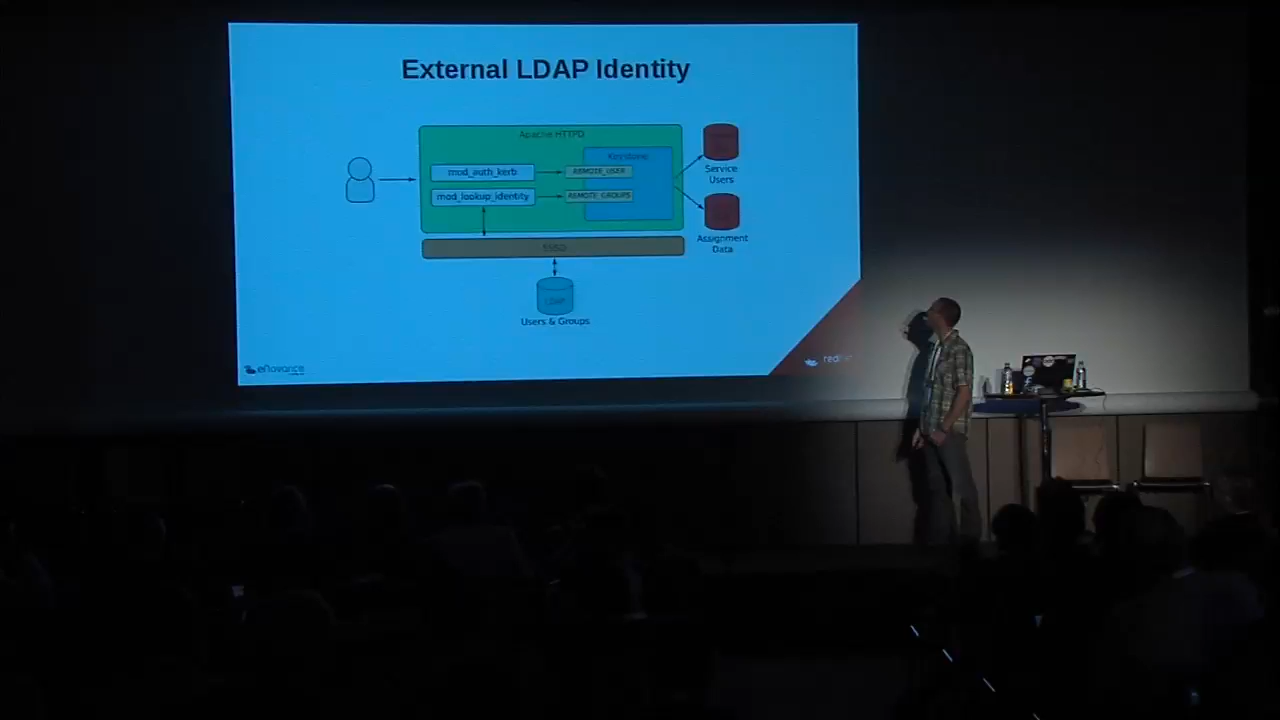 External LDAP Identity
Apache HTTPD
Keystone
mod_auth_kerb
REMOTE_USER
mod_lookup_identity
REMOTE_GROUPS
Service
Users
Assignment
Data
SSSD
LDAP
Users & Groups
eNovance
redhat